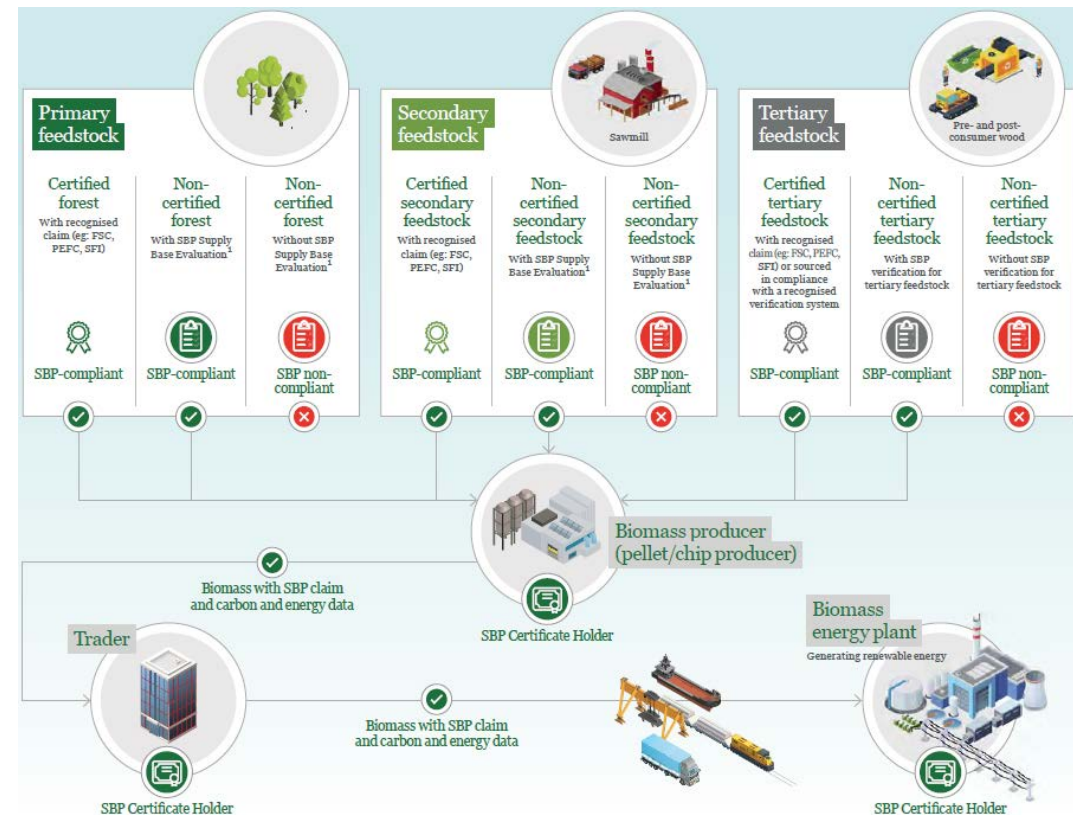 Primary
feedstock
Certified
forest
With recognised
claim (eg: FSC,
PEFC, SFI)
SBP-compliant
Non-
certified
forest
With SBP Supply
Base Evaluation1
SBP-compliant
Non-
certified
forest
Without SBP
Supply Base
Evaluation1
SBP non-
compliant
Secondary
feedstock
Sawmill
Certified
secondary
feedstock
With recognised
claim (eg: FSC,
PEFC, SFI)
SBP-compliant
Non-
certified
secondary
feedstock
With SBP Supply
Base Evaluation1
SBP-compliant
Non-
certified
secondary
feedstock
Without SBP
Supply Base
Evaluation1
SBP non-
compliant
Tertiary
feedstock
Pre- and post-
consumer wood
Certified
tertiary
feedstock
With recognised
claim (eg: FSC, PEFC,
SFI) or sourced
in compliance
with a recognised
verification system
SBP-compliant
Non-
certified
tertiary
feedstock
With SBP
verification for
tertiary feedstock
SBP-compliant
Non-
certified
tertiary
feedstock
Without SBP
verification for
tertiary feedstock
SBP non-
compliant
Biomass producer
(pellet/chip producer)
SBP Certificate Holder
Biomass with SBP claim
and carbon and energy data
Trader
SBP Certificate Holder
Biomass with SBP claim
and carbon and energy data
Biomass
energy plant
Generating renewable energy
SBP Certificate Holder